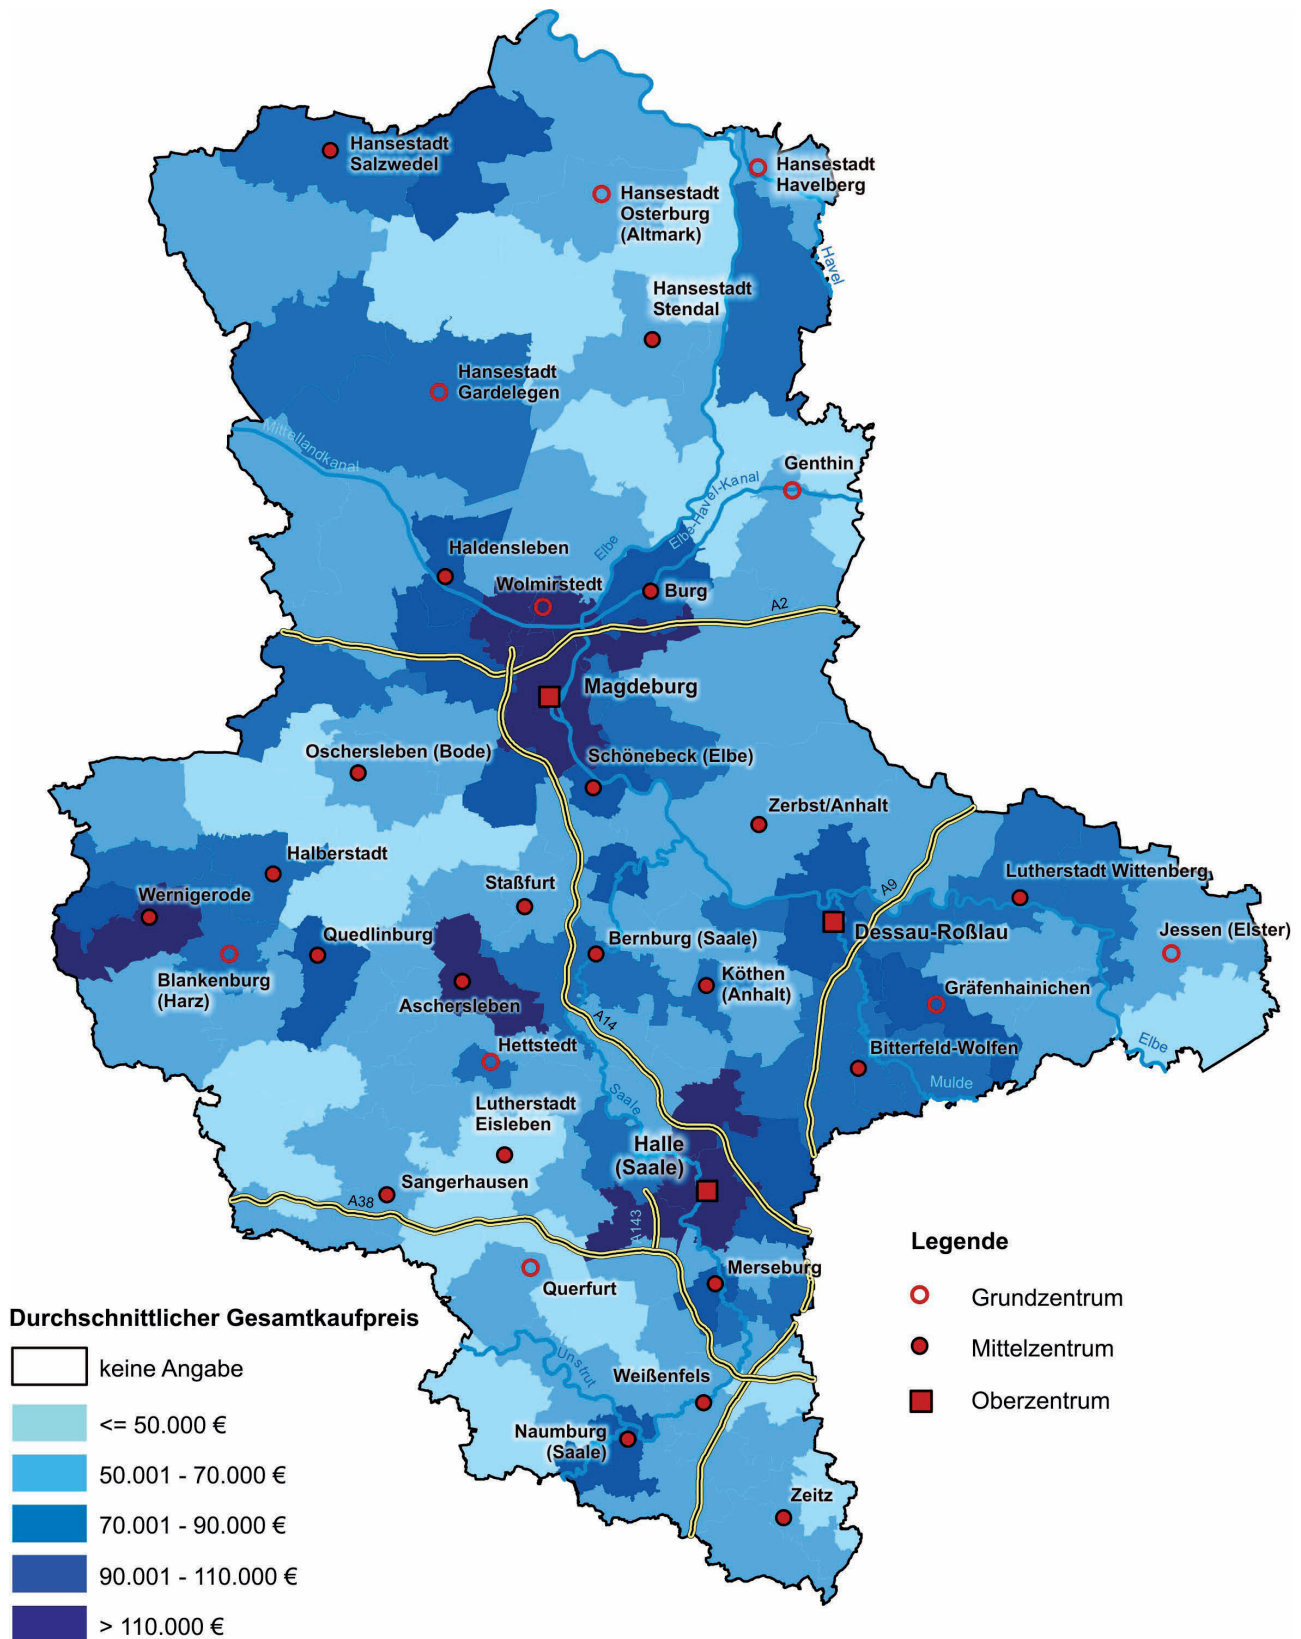 Hansestadt
Salzwedel
Hansestadt
Havelberg
Hansestadt
Osterburg
(Altmark)
Havel
Hansestadt
Stendal
Hansestadt
Gardelegen
Mittellandkanal
Genthin
Elbe-Havel-Kanal
Elbe
Haldensleben
Wolmirstedt
Burg
A2
Magdeburg
Oschersleben (Bode)
Schönebeck (Elbe)
Zerbst/Anhalt
Halberstadt
Lutherstadt Wittenberg
Wernigerode
Staßfurt
A9
Quedlinburg
Bernburg (Saale)
Dessau-Roßlau
Jessen (Elster)
Blankenburg
(Harz)
Aschersleben
Köthen
(Anhalt)
Gräfenhainichen
A14
Hettstedt
Bitterfeld-Wolfen
Elbe
Mulde
Saale
Lutherstadt
Eisleben
Halle
(Saale)
Sangerhausen
A38
A143
Merseburg
Querfurt
Unstrut
Weißenfels
Naumburg
(Saale)
Zeitz
Legende
Grundzentrum
Mittelzentrum
Oberzentrum
Durchschnittlicher Gesamtkaufpreis
keine Angabe
<= 50.000 €
50.001 - 70.000 €
70.001 - 90.000 €
90.001 - 110.000 €
> 110.000 €